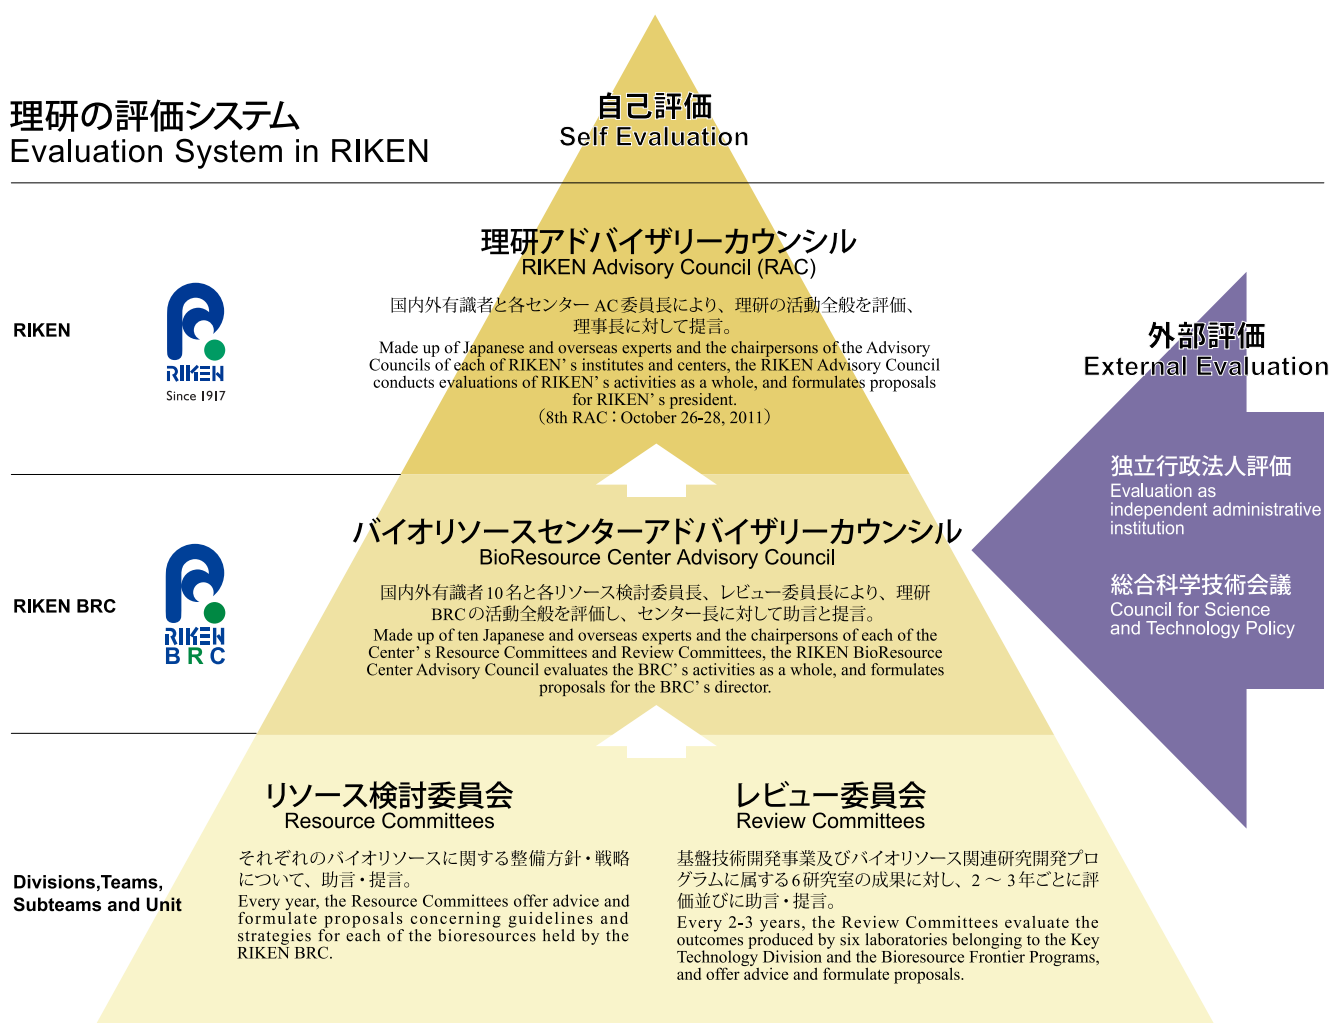 自己評価
Self Evaluation
理研の評価システム
Evaluation System in RIKEN
理研アドバイザリーカウンシル
RIKEN Advisory Council (RAC)
国内外有識者と各センター AC 委員長により、理研の活動全般を評価、
理事長に対して提言。
Made up of Japanese and overseas experts and the chairpersons of the Advisory
Councils of each of RIKEN’s institutes and centers, the RIKEN Advisory Council
conducts evaluations of RIKEN’s activities as a whole, and formulates proposals
for RIKEN’s president.
（8th RAC：October 26-28, 2011）
RIKEN
RIKEN
Since 1917
外部評価
External Evaluation
独立行政法人評価
Evaluation as
independent administrative
institution
総合科学技術会議
Council for Science
and Technology Policy
バイオリソースセンターアドバイザリーカウンシル
BioResource Center Advisory Council
国内外有識者10名と各リソース検討委員長、レビュー委員長により、理研
BRCの活動全般を評価し、センター長に対して助言と提言。
Made up of ten Japanese and overseas experts and the chairpersons of each of the
Center’s Resource Committees and Review Committees, the RIKEN BioResource
Center Advisory Council evaluates the BRC’s activities as a whole, and formulates
proposals for the BRC’s director.
RIKEN BRC
RIKEN
BRC
リソース検討委員会
Resource Committees
それぞれのバイオリソースに関する整備方針・戦略
について、助言・提言。
Every year, the Resource Committees offer advice and
formulate proposals concerning guidelines and
strategies for each of the bioresources held by the
RIKEN BRC.
レビュー委員会
Review Committees
基盤技術開発事業及びバイオリソース関連研究開発プロ
グラムに属する6研究室の成果に対し、2 ～ 3年ごとに評
価並びに助言・提言。
Every 2-3 years, the Review Committees evaluate the
outcomes produced by six laboratories belonging to the Key
Technology Division and the Bioresource Frontier Programs,
and offer advice and formulate proposals.
Divisions,Teams,
Subteams and Unit